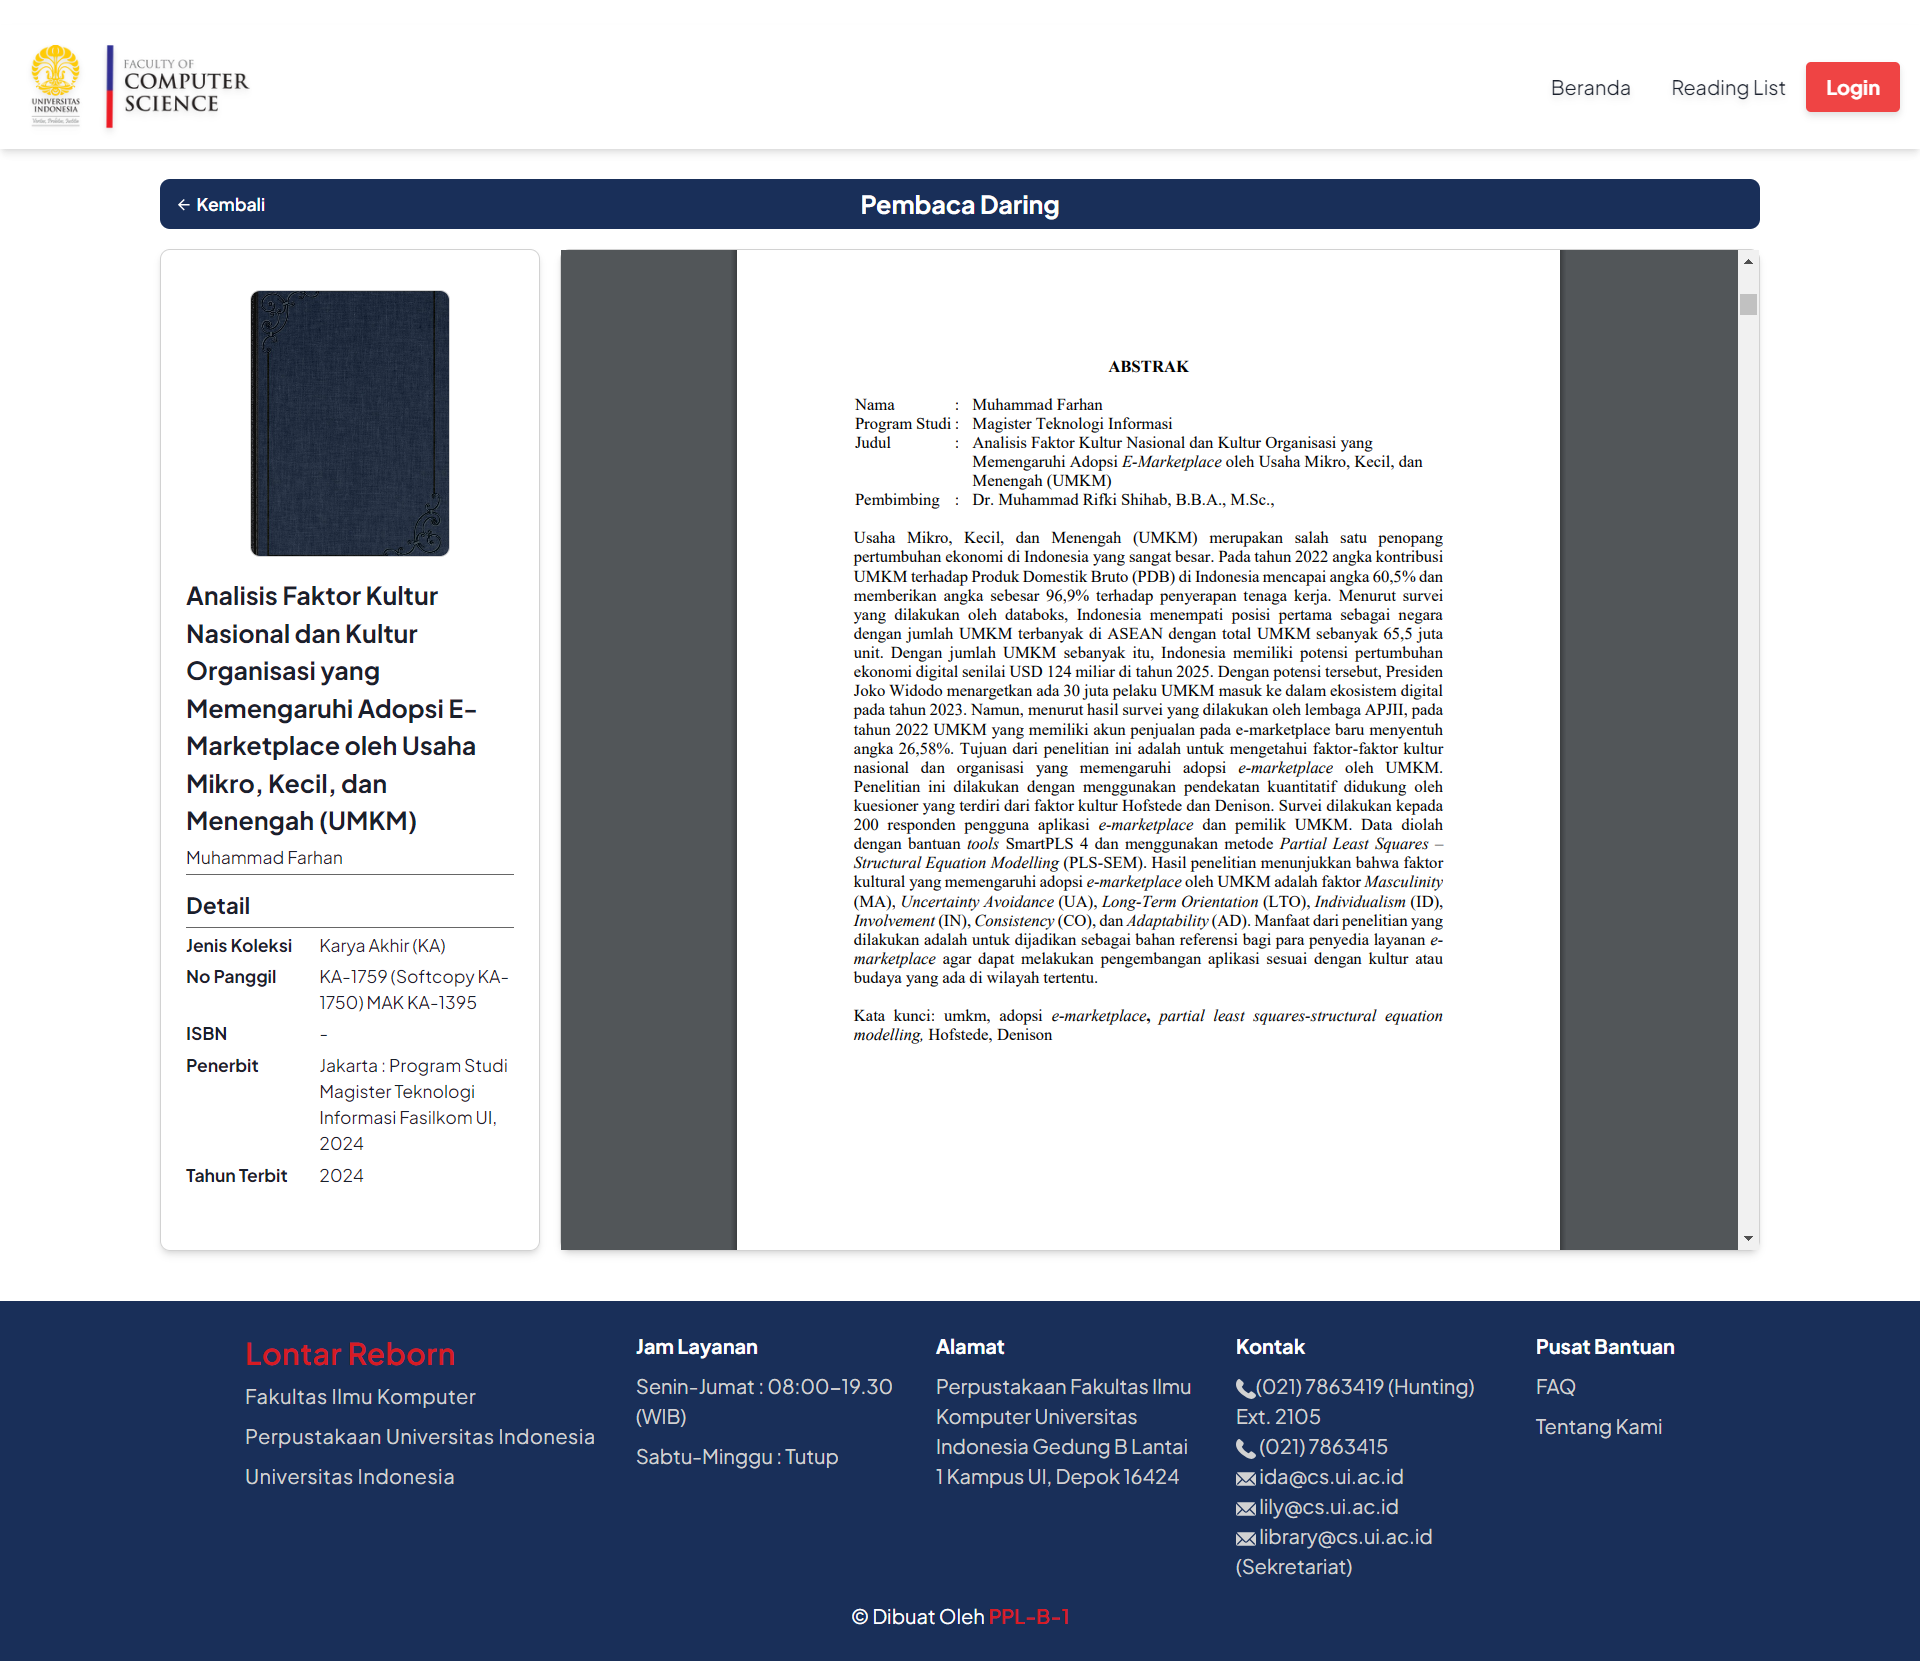 UNIVERSITAS
INDONESIA
Veritas, Probitas, Iustitia
FACULTY OF
COMPUTER
SCIENCE
Beranda
Reading List
Login
← Kembali
Pembaca Daring
Analisis Faktor Kultur
Nasional dan Kultur
Organisasi yang
Memengaruhi Adopsi E-
Marketplace oleh Usaha
Mikro, Kecil, dan
Menengah (UMKM)
Muhammad Farhan
Detail
Jenis Koleksi Karya Akhir (KA)
No Panggil KA-1759 (Softcopy KA-
1750) MAK KA-1395
ISBN -
Penerbit Jakarta : Program Studi
Magister Teknologi
Informasi Fasilkom UI,
2024
Tahun Terbit 2024
ABSTRAK
Nama : Muhammad Farhan
Program Studi : Magister Teknologi Informasi
Judul : Analisis Faktor Kultur Nasional dan Kultur Organisasi yang
Memengaruhi Adopsi E-Marketplace oleh Usaha Mikro, Kecil, dan
Menengah (UMKM)
Pembimbing : Dr. Muhammad Rifki Shihab, B.B.A., M.Sc.,
Usaha Mikro, Kecil, dan Menengah (UMKM) merupakan salah satu penopang
pertumbuhan ekonomi di Indonesia yang sangat besar. Pada tahun 2022 angka kontribusi
UMKM terhadap Produk Domestik Bruto (PDB) di Indonesia mencapai angka 60,5% dan
memberikan angka sebesar 96,9% terhadap penyerapan tenaga kerja. Menurut survei
yang dilakukan oleh databoks, Indonesia menempati posisi pertama sebagai negara
dengan jumlah UMKM terbanyak di ASEAN dengan total UMKM sebanyak 65,5 juta
unit. Dengan jumlah UMKM sebanyak itu, Indonesia memiliki potensi pertumbuhan
ekonomi digital senilai USD 124 miliar di tahun 2025. Dengan potensi tersebut, Presiden
Joko Widodo menargetkan ada 30 juta pelaku UMKM masuk ke dalam ekosistem digital
pada tahun 2023. Namun, menurut hasil survei yang dilakukan oleh lembaga APJII, pada
tahun 2022 UMKM yang memiliki akun penjualan pada e-marketplace baru menyentuh
angka 26,58%. Tujuan dari penelitian ini adalah untuk mengetahui faktor-faktor kultur
nasional dan organisasi yang memengaruhi adopsi e-marketplace oleh UMKM.
Penelitian ini dilakukan dengan menggunakan pendekatan kuantitatif didukung oleh
kuesioner yang terdiri dari faktor kultur Hofstede dan Denison. Survei dilakukan kepada
200 responden pengguna aplikasi e-marketplace dan pemilik UMKM. Data diolah
dengan bantuan tools SmartPLS 4 dan menggunakan metode Partial Least Squares –
Structural Equation Modelling (PLS-SEM). Hasil penelitian menunjukkan bahwa faktor
kultural yang memengaruhi adopsi e-marketplace oleh UMKM adalah faktor Masculinity
(MA), Uncertainty Avoidance (UA), Long-Term Orientation (LTO), Individualism (ID),
Involvement (IN), Consistency (CO), dan Adaptability (AD). Manfaat dari penelitian yang
dilakukan adalah untuk dijadikan sebagai bahan referensi bagi para penyedia layanan e-
marketplace agar dapat melakukan pengembangan aplikasi sesuai dengan kultur atau
budaya yang ada di wilayah tertentu.
Kata kunci: umkm, adopsi e-marketplace, partial least squares-structural equation
modelling, Hofstede, Denison
Lontar Reborn
Fakultas Ilmu Komputer
Perpustakaan Universitas Indonesia
Universitas Indonesia
Jam Layanan
Senin-Jumat : 08:00-19.30
(WIB)
Sabtu-Minggu : Tutup
Alamat
Perpustakaan Fakultas Ilmu
Komputer Universitas
Indonesia Gedung B Lantai
1 Kampus UI, Depok 16424
Kontak
(021) 7863419 (Hunting)
Ext. 2105
(021) 7863415
ida@cs.ui.ac.id
lily@cs.ui.ac.id
library@cs.ui.ac.id
(Sekretariat)
Pusat Bantuan
FAQ
Tentang Kami
© Dibuat Oleh PPL-B-1